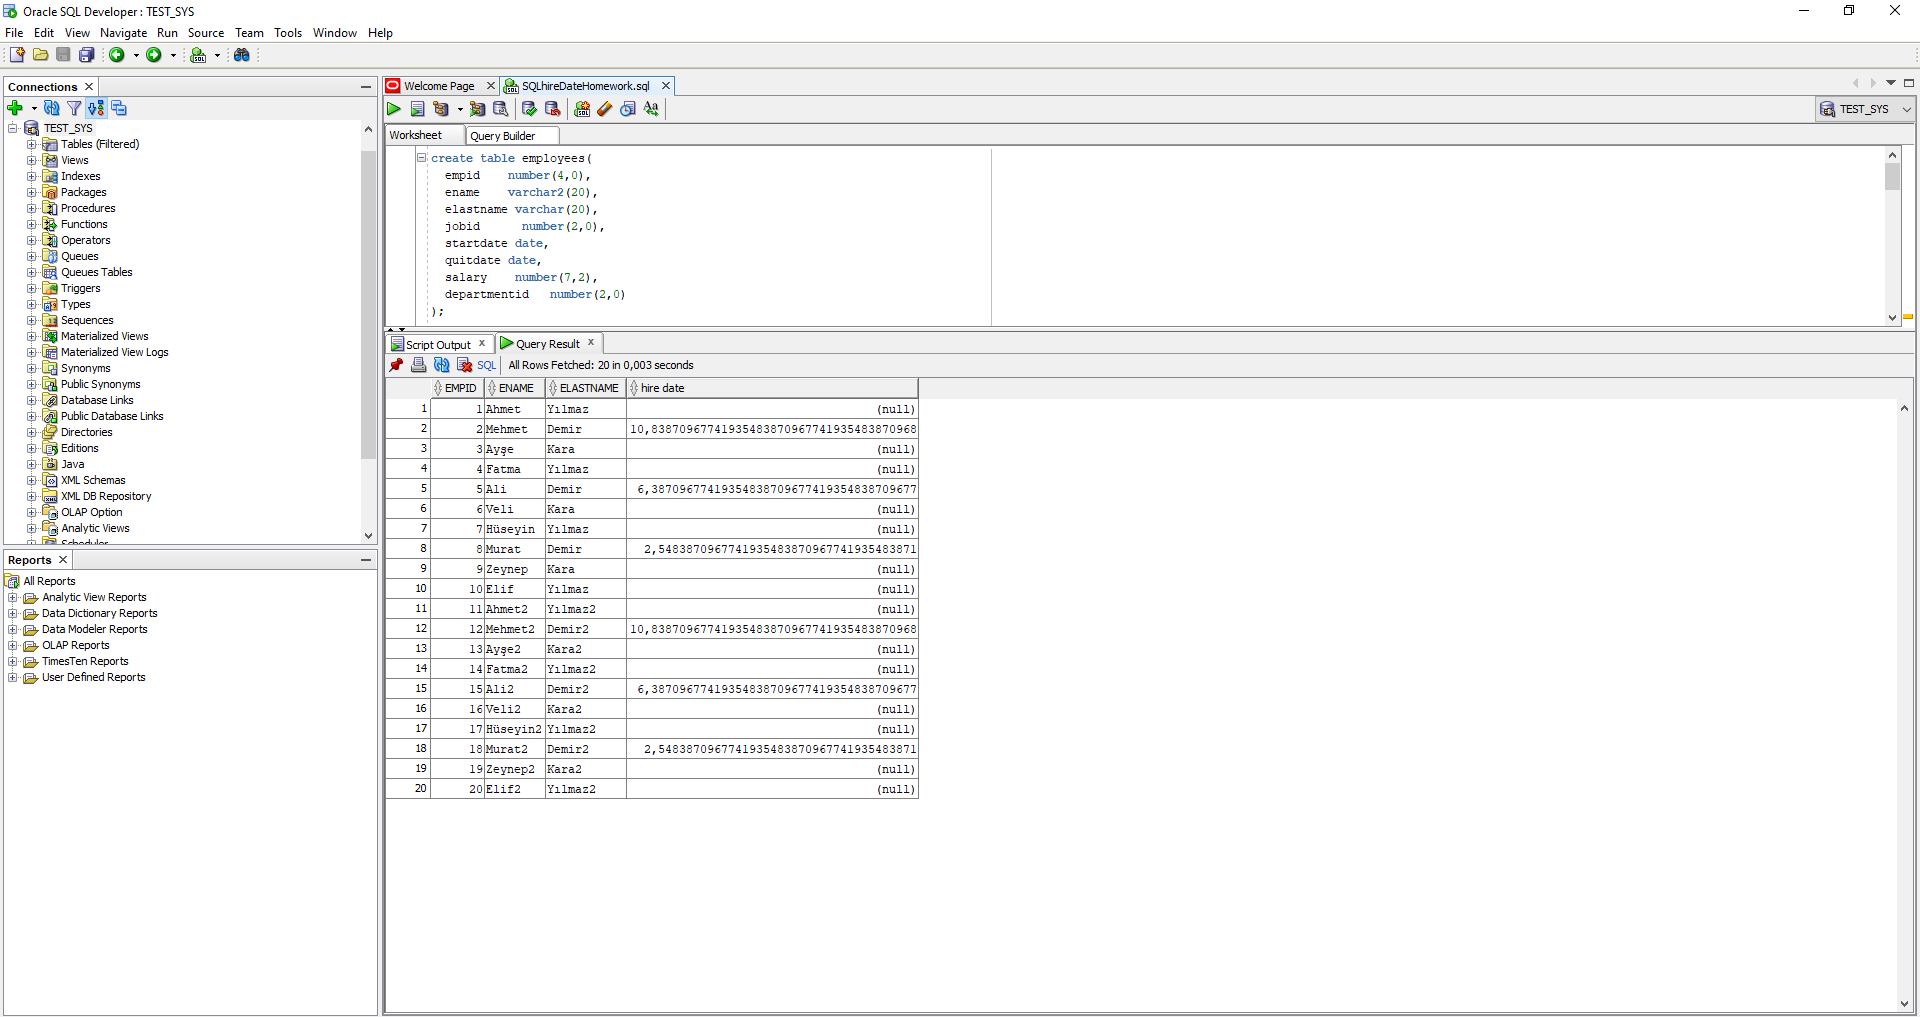 Oracle SQL Developer : TEST_SYS
File Edit View Navigate Run Source Team Tools Window Help
Connections
TEST_SYS
Tables (Filtered)
Views
Indexes
Packages
Procedures
Functions
Operators
Queues
Queues Tables
Triggers
Types
Sequences
Materialized Views
Materialized View Logs
Synonyms
Public Synonyms
Database Links
Public Database Links
Directories
Editions
Java
XML Schemas
XML DB Repository
OLAP Option
Analytic Views
Scheduler
Reports
All Reports
Analytic View Reports
Data Dictionary Reports
Data Modeler Reports
OLAP Reports
TimesTen Reports
User Defined Reports
Welcome Page SQLhireDateHomework.sql
TEST_SYS
Worksheet Query Builder
create table employees(
empid number(4,0),
ename varchar2(20),
elastname varchar(20),
jobid number(2,0),
startdate date,
quitdate date,
salary number(7,2),
departmentid number(2,0)
);
Script Output Query Result
SQL All Rows Fetched: 20 in 0,003 seconds
EMPID ENAME ELASTNAME hire date
1 1 Ahmet Yılmaz (null)
2 2 Mehmet Demir 10,8387096774193548387096774193548387096​8
3 3 Ayşe Kara (null)
4 4 Fatma Yılmaz (null)
5 5 Ali Demir 6,38709677419354838709677419354838709677
6 6 Veli Kara (null)
7 7 Hüseyin Yılmaz (null)
8 8 Murat Demir 2,5483870967741935483870967741935483871
9 9 Zeynep Kara (null)
10 10 Elif Yılmaz (null)
11 11 Ahmet2 Yılmaz2 (null)
12 12 Mehmet2 Demir2 10,83870967741935483870967741935483870968
13 13 Ayşe2 Kara2 (null)
14 14 Fatma2 Yılmaz2 (null)
15 15 Ali2 Demir2 6,38709677419354838709677419354838709677
16 16 Veli2 Kara2 (null)
17 17 Hüseyin2 Yılmaz2 (null)
18 18 Murat2 Demir2 2,5483870967741935483870967741935483871
19 19 Zeynep2 Kara2 (null)
20 20 Elif2 Yılmaz2 (null)